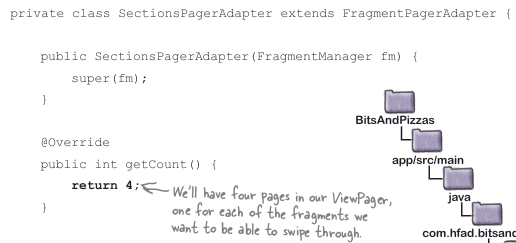 private class SectionsPagerAdapter extends FragmentPagerAdapter {
public SectionsPagerAdapter(FragmentManager fm) {
super(fm);
}
@Override
public int getCount() {
return 4;
}
We'll have four pages in our ViewPager,
one for each of the fragments we
want to be able to swipe through.
BitsAndPizzas
app/src/main
java
com.hfad.bitsanc